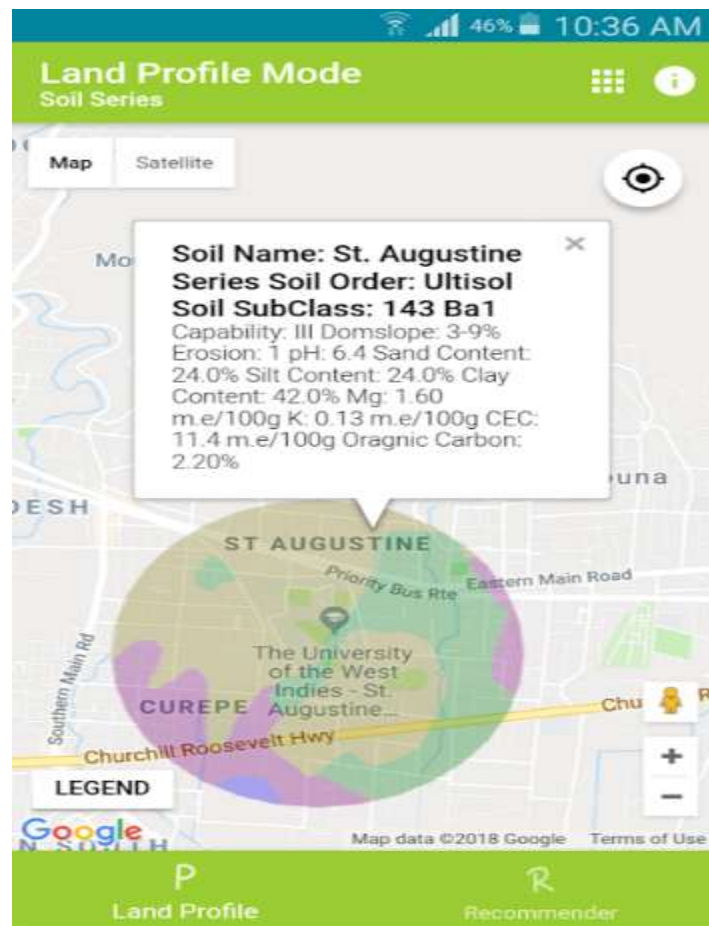 46% 10:36 AM
Land Profile Mode
Soil Series
i
Map Satellite
Mo
Soil Name: St. Augustine
Series Soil Order: Ultisol
Soil SubClass: 143 Ba1
Capability: III Domslope: 3-9%
Erosion: 1 pH: 6.4 Sand Content:
24.0% Silt Content: 24.0% Clay
Content: 42.0% Mg: 1.60
m.e/100g K: 0.13 m.e/100g CEC:
11.4 m.e/100g Oragnic Carbon:
2.20%
una
DESH
ST AUGUSTINE
Priority Bus Rte
Eastern Main Road
The University
of the West
Indies - St.
Augustine...
Southern Main Rd
CUREPE
Chu
R
Churchill Roosevelt Hwy
LEGEND
Google
Map data ©2018 Google Terms of Use
P
Land Profile
R
Recommender